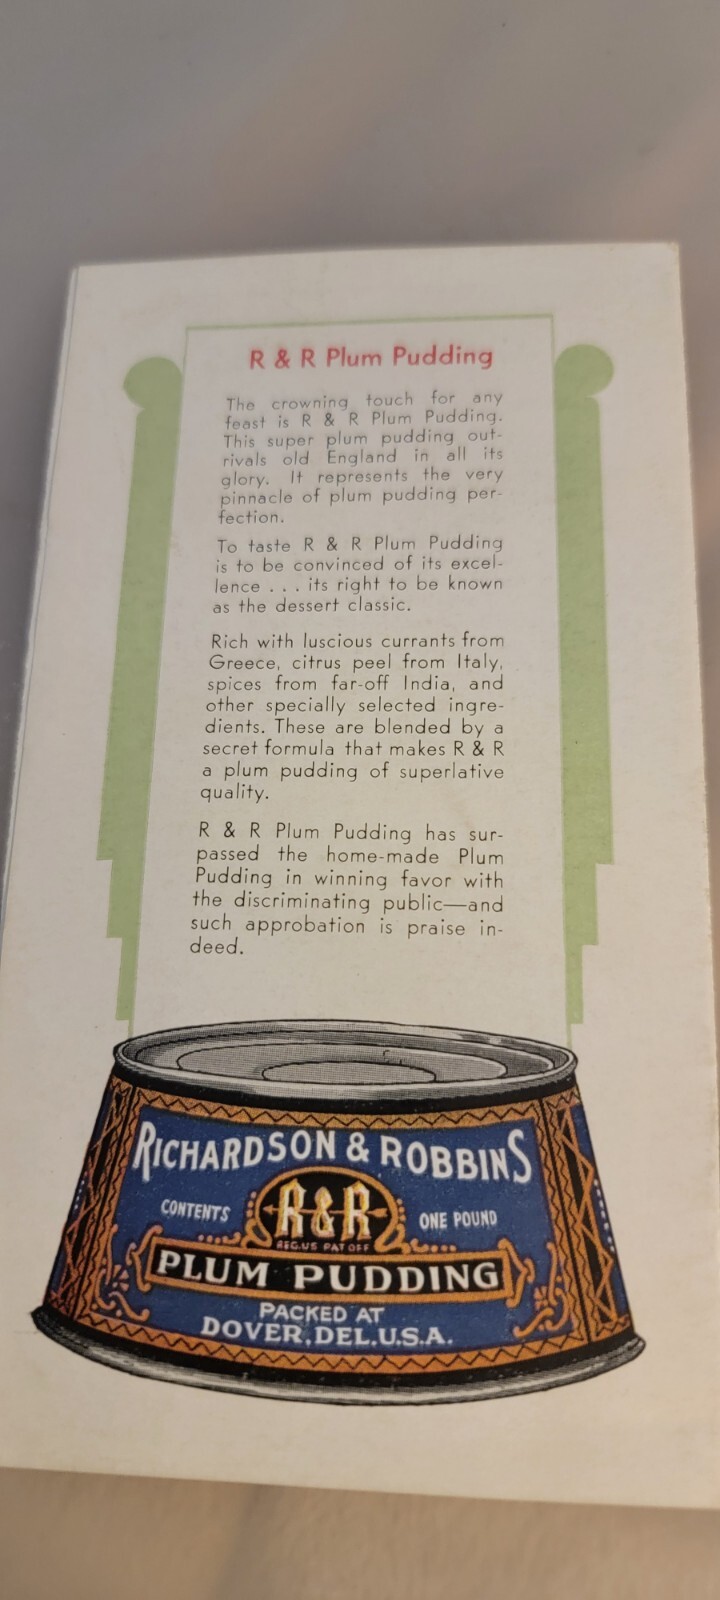 R & R Plum Pudding
The crowning touch for any
feast is R & R Plum Pudding.
This super plum pudding out-
rivals old England in all its
glory. It represents the very
pinnacle of plum pudding per-
fection.
To taste R & R Plum Pudding
is to be convinced of its excel-
lence . . . its right to be known
as the dessert classic.
Rich with luscious currants from
Greece, citrus peel from Italy,
spices from far-off India, and
other specially selected ingre-
dients. These are blended by a
secret formula that makes R & R
a plum pudding of superlative
quality.
R & R Plum Pudding has sur-
passed the home-made Plum
Pudding in winning favor with
the discriminating public—and
such approbation is praise in-
deed.
RICHARDSON & ROBBINS
CONTENTS R&R ONE POUND
REG. US PAT OFF
PLUM PUDDING
PACKED AT
DOVER, DEL. U.S.A.